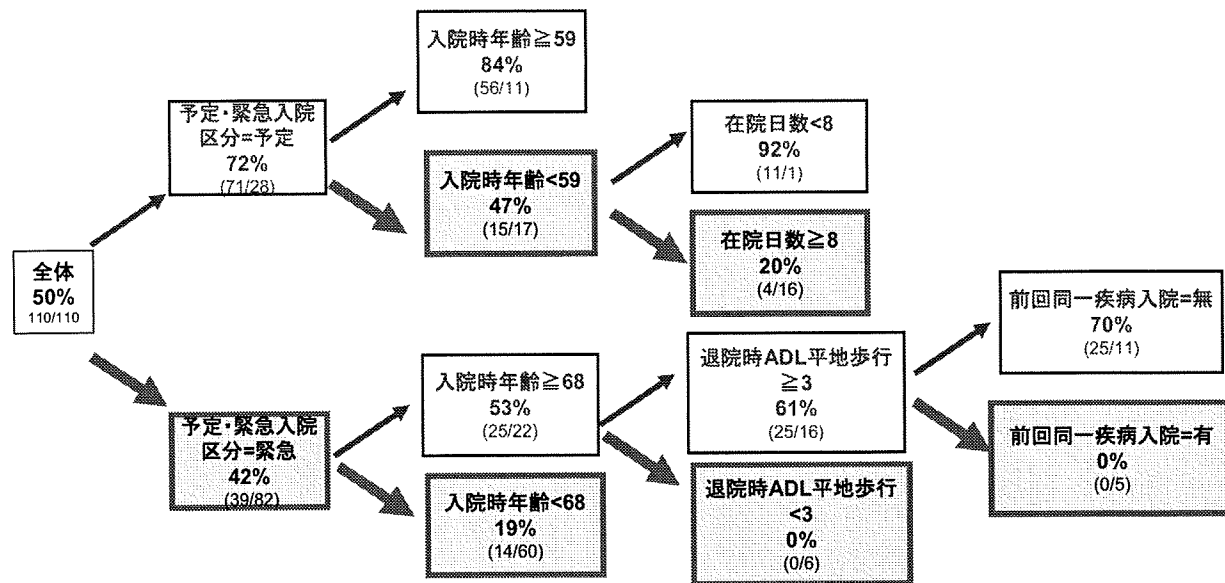 全体
50%
110/110
予定・緊急入院
区分=予定
72%
(71/28)
予定・緊急入院
区分=緊急
42%
(39/82)
入院時年齢≧59
84%
(56/11)
入院時年齢<59
47%
(15/17)
入院時年齢≧68
53%
(25/22)
入院時年齢<68
19%
(14/60)
在院日数<8
92%
(11/1)
在院日数≧8
20%
(4/16)
退院時ADL平地歩行
≧3
61%
(25/16)
退院時ADL平地歩行
<3
0%
(0/6)
前回同一疾病入院=無
70%
(25/11)
前回同一疾病入院=有
0%
(0/5)